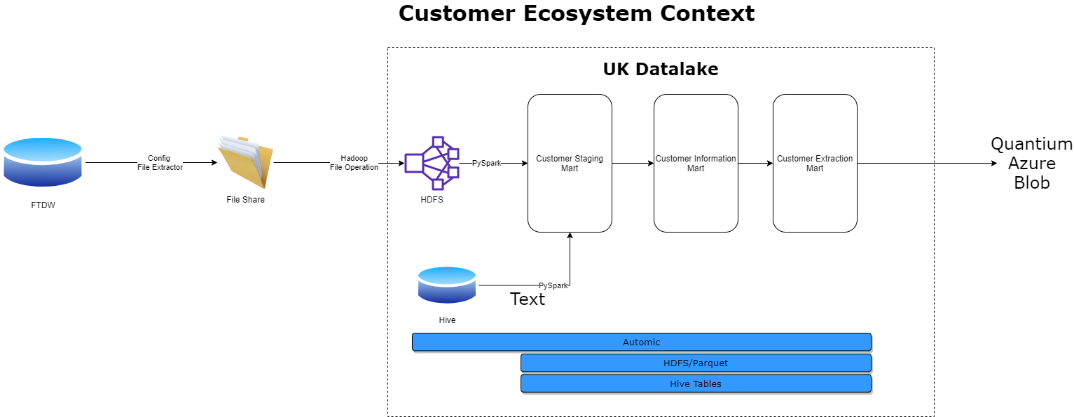 Customer Ecosystem Context
UK Datalake
Config
File Extractor
Hadoop
File Operation
PySpark
Customer Staging
Mart
Customer Information
Mart
Customer Extraction
Mart
Quantium
Azure
Blob
FTDW
File Share
HDFS
PySpark
Text
Hive
Automic
HDFS/Parquet
Hive Tables